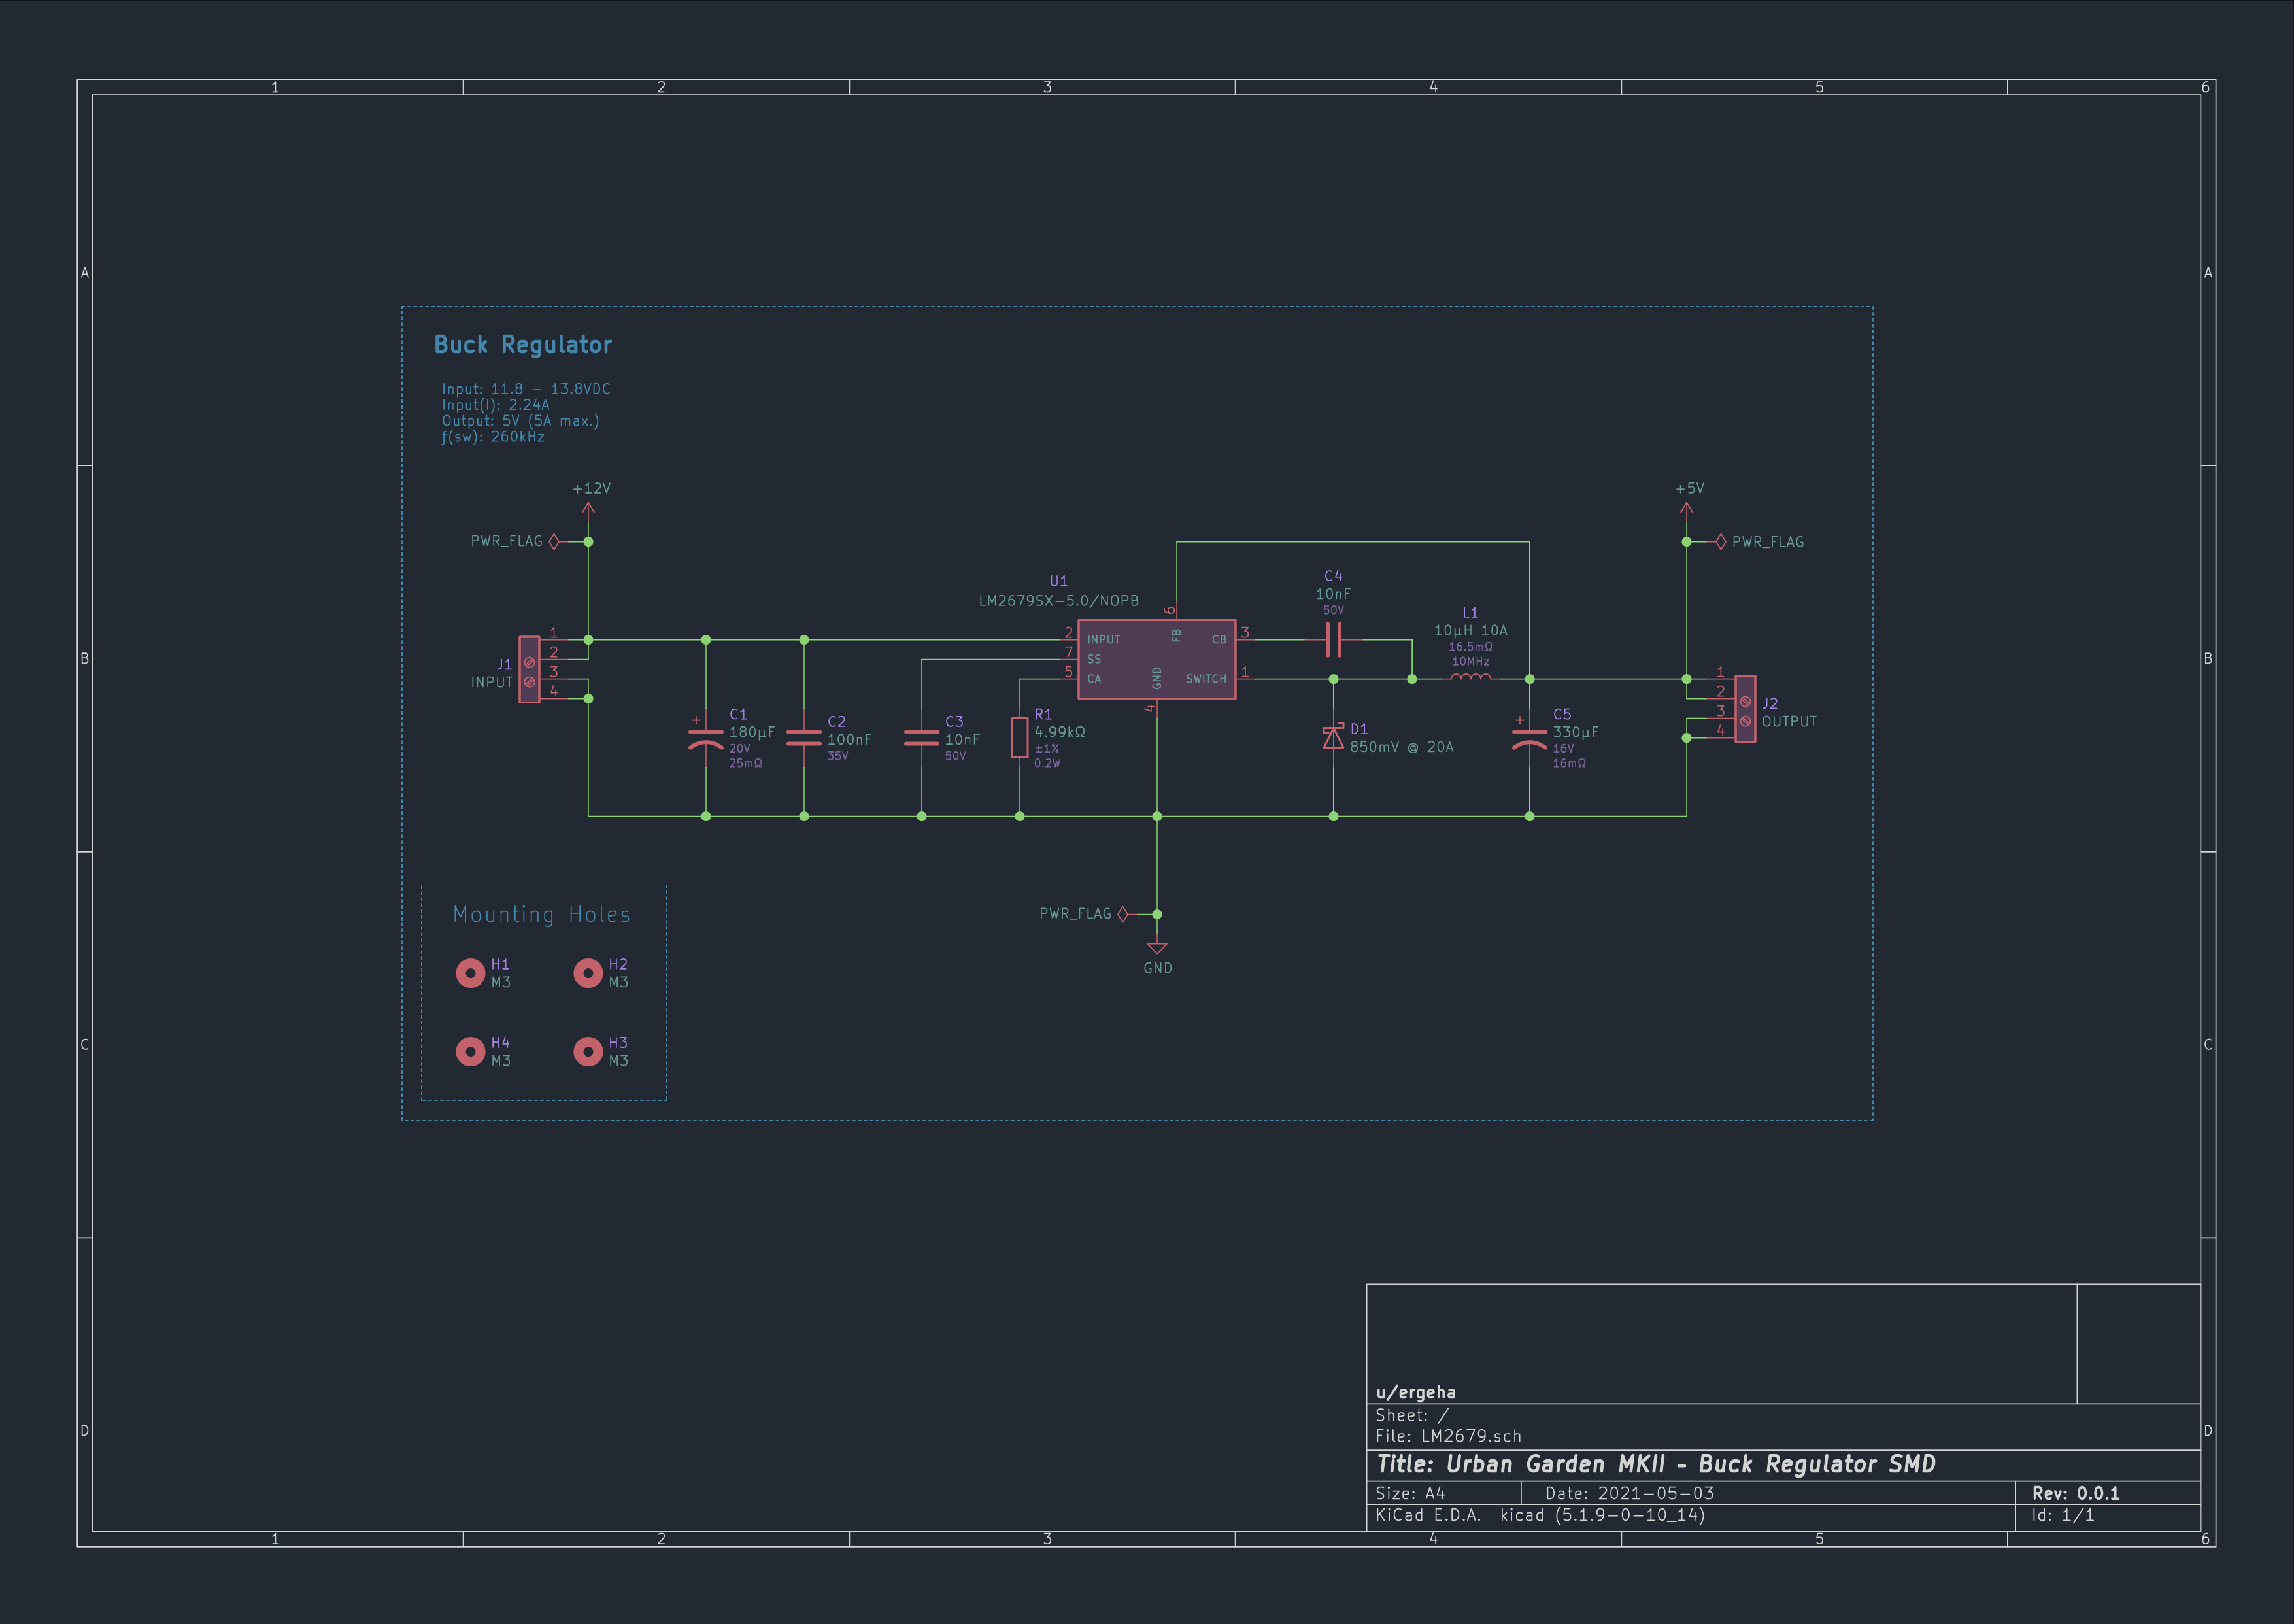 1 2 3 4 5 6
A A
Buck Regulator
Input: 11.8 - 13.8VDC
Input(I): 2.24A
Output: 5V (5A max.)
ƒ(sw): 260kHz
+12V
PWR_FLAG
+5V
PWR_FLAG
B B
J1
INPUT
1
2
3
4
C1
180µF
20V
25mΩ
C2
100nF
35V
C3
10nF
50V
R1
4.99kΩ
±1%
0.2W
U1
LM2679SX-5.0/NOPB
2 INPUT
7 SS
5 CA
6 FB
4 GND
CB 3
SWITCH 1
C4
10nF
50V
L1
10µH 10A
16.5mΩ
10MHz
D1
850mV @ 20A
C5
330µF
16V
16mΩ
1
2
3
4
J2
OUTPUT
PWR_FLAG
GND
Mounting Holes
H1
M3
H2
M3
H4
M3
H3
M3
C C
u/ergeha
Sheet: /
File: LM2679.sch
Title: Urban Garden MKII - Buck Regulator SMD
Size: A4 Date: 2021-05-03 Rev: 0.0.1
KiCad E.D.A. kicad (5.1.9-0-10_14) Id: 1/1
D D
1 2 3 4 5 6